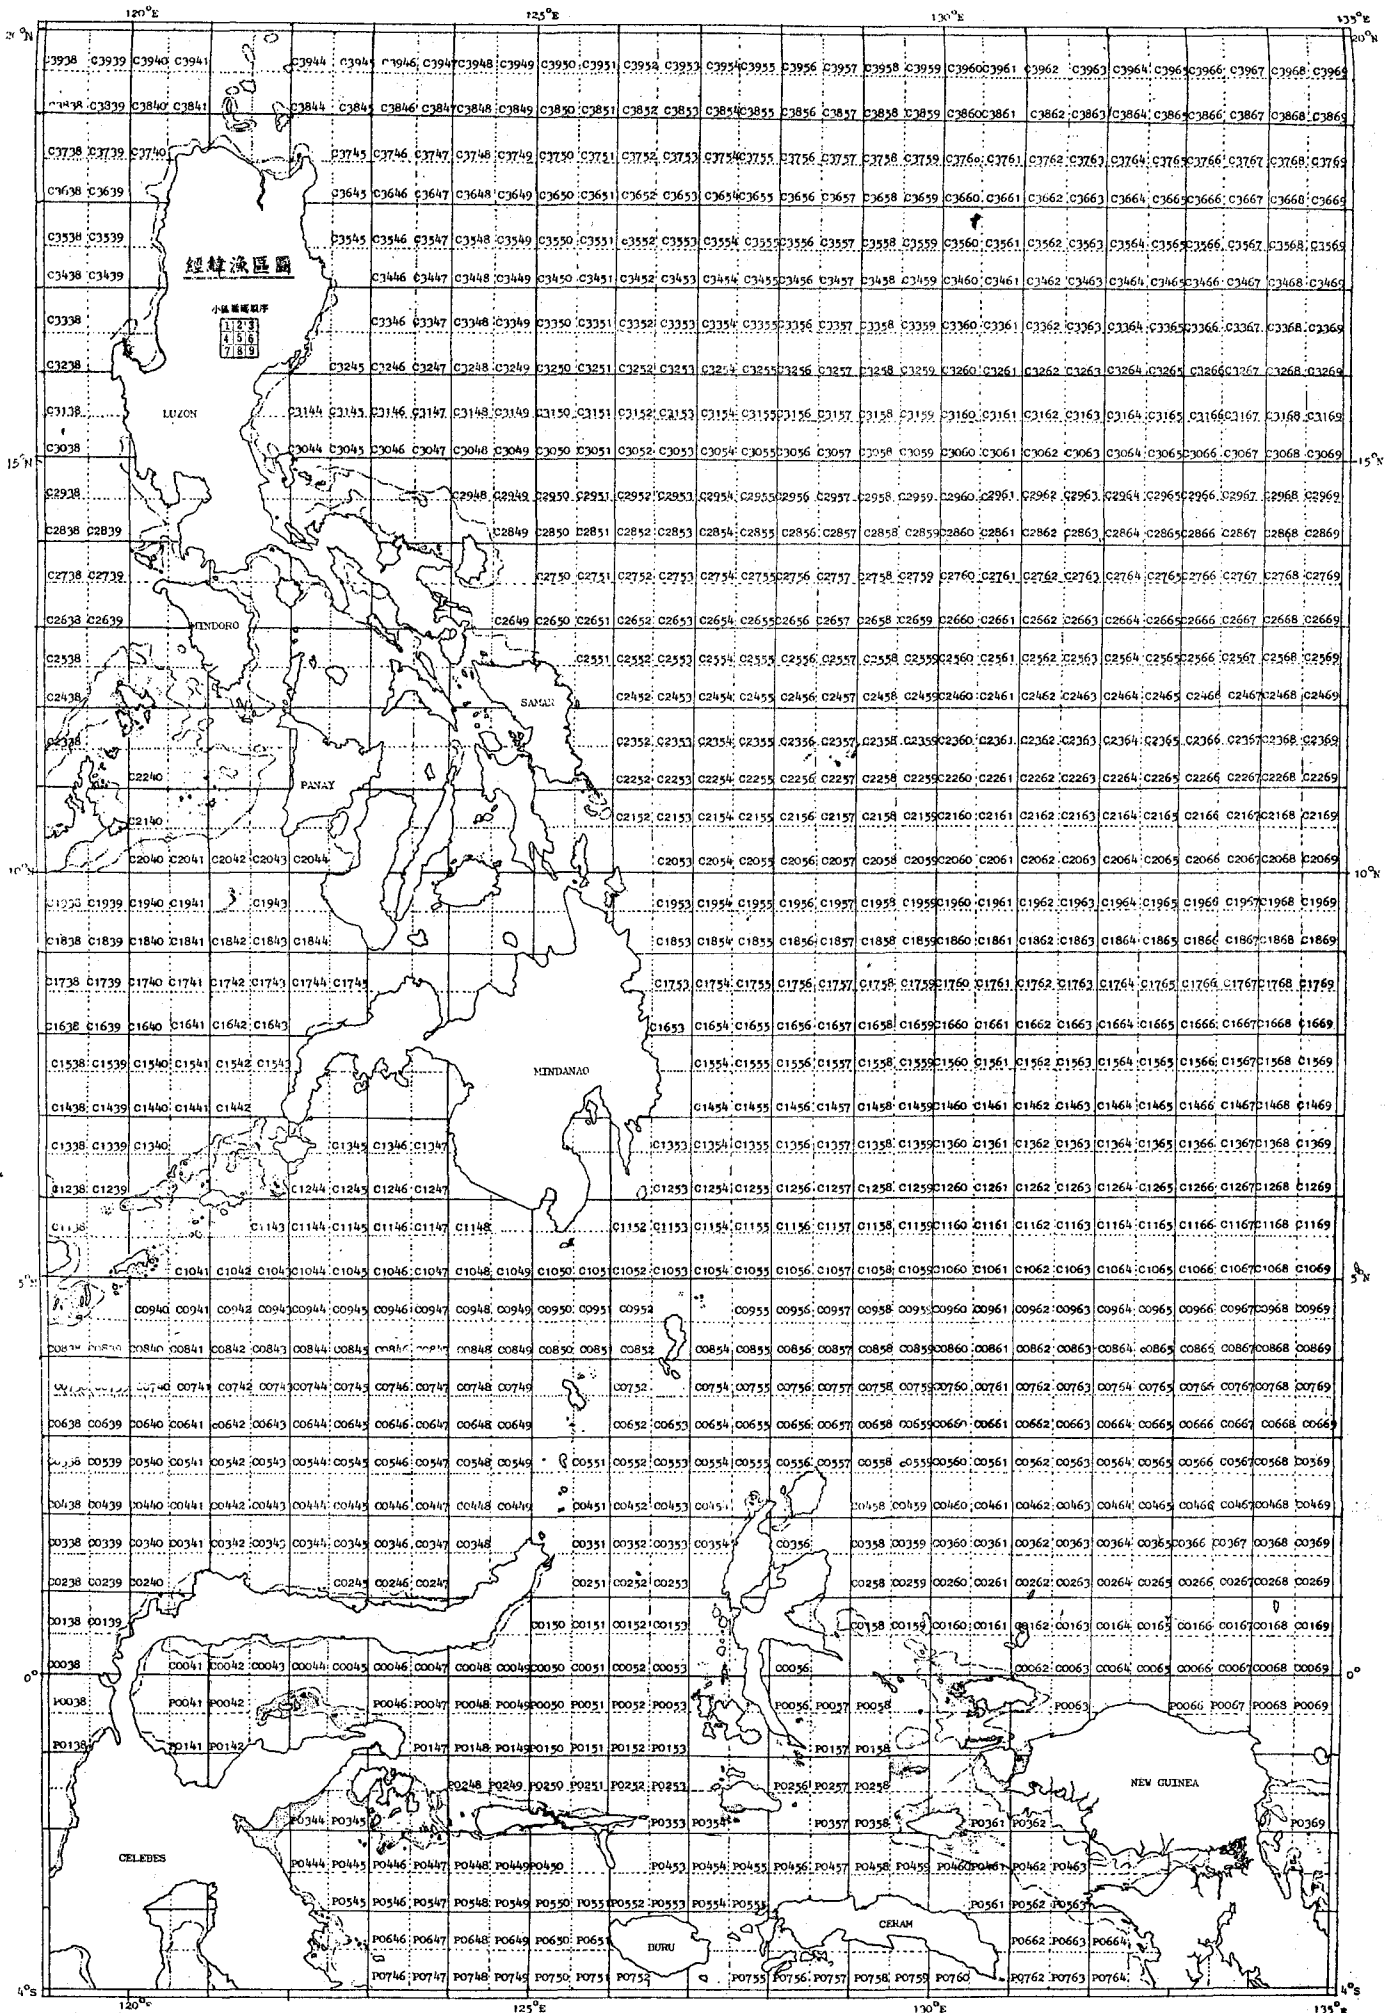 120°E 125°E 130°E 135°E
20°N 20°N
C3938 C3939 C3940 C3941 C3944 C3946 C3947 C3948 C3949 C3950 C3951 C3952 C3953 C3954 C3955 C3956 C3957 C3958 C3959 C3960 C3961 C3962 C3963 C3964 C3965 C3966 C3967 C3968 C3969
C3838 C3839 C3840 C3841 C3844 C3845 C3846 C3847 C3848 C3849 C3850 C3851 C3852 C3853 C3854 C3855 C3856 C3857 C3858 C3859 C3860 C3861 C3862 C3863 C3864 C3865 C3866 C3867 C3868 C3869
C3738 C3739 C3740 C3745 C3746 C3747 C3748 C3749 C3750 C3751 C3752 C3753 C3754 C3755 C3756 C3757 C3758 C3759 C3760 C3761 C3762 C3763 C3764 C3765 C3766 C3767 C3768 C3769
C3638 C3639 C3645 C3646 C3647 C3648 C3649 C3650 C3651 C3652 C3653 C3654 C3655 C3656 C3657 C3658 C3659 C3660 C3661 C3662 C3663 C3664 C3665 C3666 C3667 C3668 C3669
C3538 C3539 C3545 C3546 C3547 C3548 C3549 C3550 C3551 C3552 C3553 C3554 C3555 C3556 C3557 C3558 C3559 C3560 C3561 C3562 C3563 C3564 C3565 C3566 C3567 C3568 C3569
經緯漁區圖
C3438 C3439 C3446 C3447 C3448 C3449 C3450 C3451 C3452 C3453 C3454 C3455 C3456 C3457 C3458 C3459 C3460 C3461 C3462 C3463 C3464 C3465 C3466 C3467 C3468 C3469
1 2 3
4 5 6
7 8 9
C3338 C3346 C3347 C3348 C3349 C3350 C3351 C3352 C3353 C3354 C3355 C3356 C3357 C3358 C3359 C3360 C3361 C3362 C3363 C3364 C3365 C3366 C3367 C3368 C3369
C3238 C3245 C3246 C3247 C3248 C3249 C3250 C3251 C3252 C3253 C3254 C3255 C3256 C3257 C3258 C3259 C3260 C3261 C3262 C3263 C3264 C3265 C3266 C3267 C3268 C3269
C3138 LUZON C3144 C3145 C3146 C3147 C3148 C3149 C3150 C3151 C3152 C3153 C3154 C3155 C3156 C3157 C3158 C3159 C3160 C3161 C3162 C3163 C3164 C3165 C3166 C3167 C3168 C3169
C3038 C3044 C3045 C3046 C3047 C3048 C3049 C3050 C3051 C3052 C3053 C3054 C3055 C3056 C3057 C3058 C3059 C3060 C3061 C3062 C3063 C3064 C3065 C3066 C3067 C3068 C3069
15°N 15°N
C2938 C2948 C2949 C2950 C2951 C2952 C2953 C2954 C2955 C2956 C2957 C2958 C2959 C2960 C2961 C2962 C2963 C2964 C2965 C2966 C2967 C2968 C2969
C2838 C2839 C2849 C2850 C2851 C2852 C2853 C2854 C2855 C2856 C2857 C2858 C2859 C2860 C2861 C2862 C2863 C2864 C2865 C2866 C2867 C2868 C2869
C2738 C2739 C2750 C2751 C2752 C2753 C2754 C2755 C2756 C2757 C2758 C2759 C2760 C2761 C2762 C2763 C2764 C2765 C2766 C2767 C2768 C2769
C2638 C2639 MINDORO C2649 C2650 C2651 C2652 C2653 C2654 C2655 C2656 C2657 C2658 C2659 C2660 C2661 C2662 C2663 C2664 C2665 C2666 C2667 C2668 C2669
C2538 C2551 C2552 C2553 C2554 C2555 C2556 C2557 C2558 C2559 C2560 C2561 C2562 C2563 C2564 C2565 C2566 C2567 C2568 C2569
C2438 SAMAR C2452 C2453 C2454 C2455 C2456 C2457 C2458 C2459 C2460 C2461 C2462 C2463 C2464 C2465 C2466 C2467 C2468 C2469
C2338 C2352 C2353 C2354 C2355 C2356 C2357 C2358 C2359 C2360 C2361 C2362 C2363 C2364 C2365 C2366 C2367 C2368 C2369
C2240 PANAY C2252 C2253 C2254 C2255 C2256 C2257 C2258 C2259 C2260 C2261 C2262 C2263 C2264 C2265 C2266 C2267 C2268 C2269
C2140 C2152 C2153 C2154 C2155 C2156 C2157 C2158 C2159 C2160 C2161 C2162 C2163 C2164 C2165 C2166 C2167 C2168 C2169
C2040 C2041 C2042 C2043 C2044 C2053 C2054 C2055 C2056 C2057 C2058 C2059 C2060 C2061 C2062 C2063 C2064 C2065 C2066 C2067 C2068 C2069
10°N 10°N
C1938 C1939 C1940 C1941 C1943 C1953 C1954 C1955 C1956 C1957 C1958 C1959 C1960 C1961 C1962 C1963 C1964 C1965 C1966 C1967 C1968 C1969
C1838 C1839 C1840 C1841 C1842 C1843 C1844 C1853 C1854 C1855 C1856 C1857 C1858 C1859 C1860 C1861 C1862 C1863 C1864 C1865 C1866 C1867 C1868 C1869
C1738 C1739 C1740 C1741 C1742 C1743 C1744 C1745 C1753 C1754 C1755 C1756 C1757 C1758 C1759 C1760 C1761 C1762 C1763 C1764 C1765 C1766 C1767 C1768 C1769
C1638 C1639 C1640 C1641 C1642 C1643 C1653 C1654 C1655 C1656 C1657 C1658 C1659 C1660 C1661 C1662 C1663 C1664 C1665 C1666 C1667 C1668 C1669
C1538 C1539 C1540 C1541 C1542 C1543 MINDANAO C1554 C1555 C1556 C1557 C1558 C1559 C1560 C1561 C1562 C1563 C1564 C1565 C1566 C1567 C1568 C1569
C1438 C1439 C1440 C1441 C1442 C1454 C1455 C1456 C1457 C1458 C1459 C1460 C1461 C1462 C1463 C1464 C1465 C1466 C1467 C1468 C1469
C1338 C1339 C1340 C1345 C1346 C1347 C1353 C1354 C1355 C1356 C1357 C1358 C1359 C1360 C1361 C1362 C1363 C1364 C1365 C1366 C1367 C1368 C1369
C1238 C1239 C1244 C1245 C1246 C1247 C1253 C1254 C1255 C1256 C1257 C1258 C1259 C1260 C1261 C1262 C1263 C1264 C1265 C1266 C1267 C1268 C1269
C1138 C1143 C1144 C1145 C1146 C1147 C1148 C1152 C1153 C1154 C1155 C1156 C1157 C1158 C1159 C1160 C1161 C1162 C1163 C1164 C1165 C1166 C1167 C1168 C1169
C1041 C1042 C1043 C1044 C1045 C1046 C1047 C1048 C1049 C1050 C1051 C1052 C1053 C1054 C1055 C1056 C1057 C1058 C1059 C1060 C1061 C1062 C1063 C1064 C1065 C1066 C1067 C1068 C1069
5°N 5°N
C0940 C0941 C0942 C0943 C0944 C0945 C0946 C0947 C0948 C0949 C0950 C0951 C0952 C0955 C0956 C0957 C0958 C0959 C0960 C0961 C0962 C0963 C0964 C0965 C0966 C0967 C0968 C0969
C0840 C0841 C0842 C0843 C0844 C0845 C0846 C0848 C0849 C0850 C0851 C0852 C0854 C0855 C0856 C0857 C0858 C0859 C0860 C0861 C0862 C0863 C0864 C0865 C0866 C0867 C0868 C0869
C0740 C0741 C0742 C0743 C0744 C0745 C0746 C0747 C0748 C0749 C0752 C0754 C0755 C0756 C0757 C0758 C0759 C0760 C0761 C0762 C0763 C0764 C0765 C0766 C0767 C0768 C0769
C0638 C0639 C0640 C0641 C0642 C0643 C0644 C0645 C0646 C0647 C0648 C0649 C0652 C0653 C0654 C0655 C0656 C0657 C0658 C0659 C0660 C0661 C0662 C0663 C0664 C0665 C0666 C0667 C0668 C0669
C0538 C0539 C0540 C0541 C0542 C0543 C0544 C0545 C0546 C0547 C0548 C0549 C0551 C0552 C0553 C0554 C0555 C0556 C0557 C0558 C0559 C0560 C0561 C0562 C0563 C0564 C0565 C0566 C0567 C0568 C0569
C0438 C0439 C0440 C0441 C0442 C0443 C0444 C0445 C0446 C0447 C0448 C0449 C0451 C0452 C0453 C0454 C0458 C0459 C0460 C0461 C0462 C0463 C0464 C0465 C0466 C0467 C0468 C0469
C0338 C0339 C0340 C0341 C0342 C0343 C0344 C0345 C0346 C0347 C0348 C0351 C0352 C0353 C0354 C0356 C0358 C0359 C0360 C0361 C0362 C0363 C0364 C0365 C0366 C0367 C0368 C0369
C0238 C0239 C0240 C0245 C0246 C0247 C0251 C0252 C0253 C0258 C0259 C0260 C0261 C0262 C0263 C0264 C0265 C0266 C0267 C0268 C0269
C0138 C0139 C0150 C0151 C0152 C0153 C0158 C0159 C0160 C0161 C0162 C0163 C0164 C0165 C0166 C0167 C0168 C0169
C0038 C0041 C0042 C0043 C0044 C0045 C0046 C0047 C0048 C0049 C0050 C0051 C0052 C0053 C0056 C0062 C0063 C0064 C0065 C0066 C0067 C0068 C0069
0° 0°
P0038 P0041 P0042 P0046 P0047 P0048 P0049 P0050 P0051 P0052 P0053 P0056 P0057 P0058 P0063 P0066 P0067 P0068 P0069
P0138 P0141 P0142 P0147 P0148 P0149 P0150 P0151 P0152 P0153 P0157 P0158
P0248 P0249 P0250 P0251 P0252 P0253 P0256 P0257 P0258 NEW GUINEA
P0344 P0345 P0353 P0354 P0357 P0358 P0361 P0362 P0369
CELEBES P0444 P0445 P0446 P0447 P0448 P0449 P0450 P0453 P0454 P0455 P0456 P0457 P0458 P0459 P0460 P0461 P0462 P0463
P0545 P0546 P0547 P0548 P0549 P0550 P0551 P0552 P0553 P0554 P0555 P0561 P0562 P0563
CERAM
P0646 P0647 P0648 P0649 P0650 P0651 BURU P0662 P0663 P0664
P0746 P0747 P0748 P0749 P0750 P0751 P0752 P0755 P0756 P0757 P0758 P0759 P0760 P0762 P0763 P0764
4°S 4°S
120°E 125°E 130°E 135°E